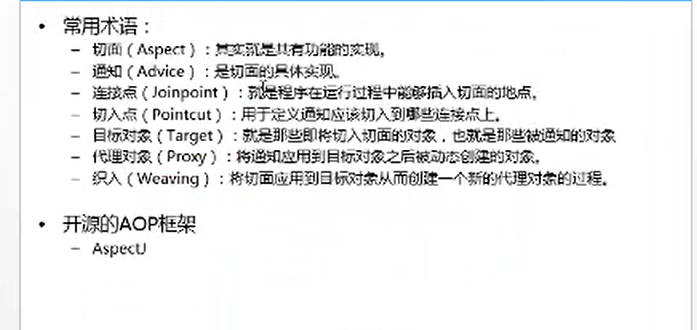 • 常用术语：
– 切面（Aspect）：其实就是共有功能的实现。
– 通知（Advice）：是切面的具体实现。
– 连接点（Joinpoint）：就是程序在运行过程中能够插入切面的地点。
– 切入点（Pointcut）：用于定义通知应该切入到哪些连接点上。
– 目标对象（Target）：就是那些即将切入切面的对象，也就是那些被通知的对象
– 代理对象（Proxy）：将通知应用到目标对象之后被动态创建的对象。
– 织入（Weaving）：将切面应用到目标对象从而创建一个新的代理对象的过程。
• 开源的AOP框架
– AspectJ